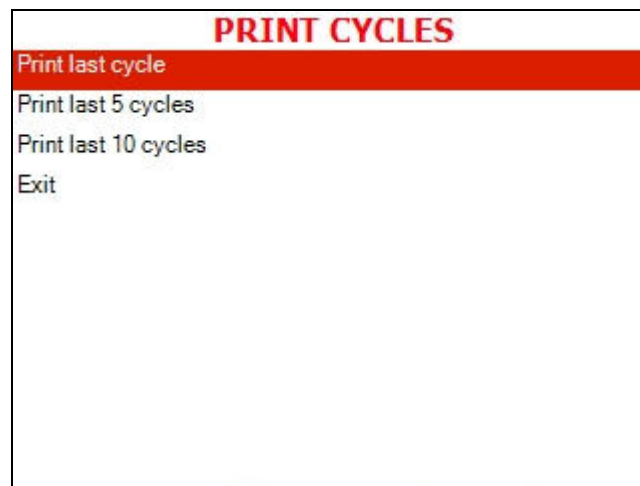 PRINT CYCLES
Print last cycle
Print last 5 cycles
Print last 10 cycles
Exit